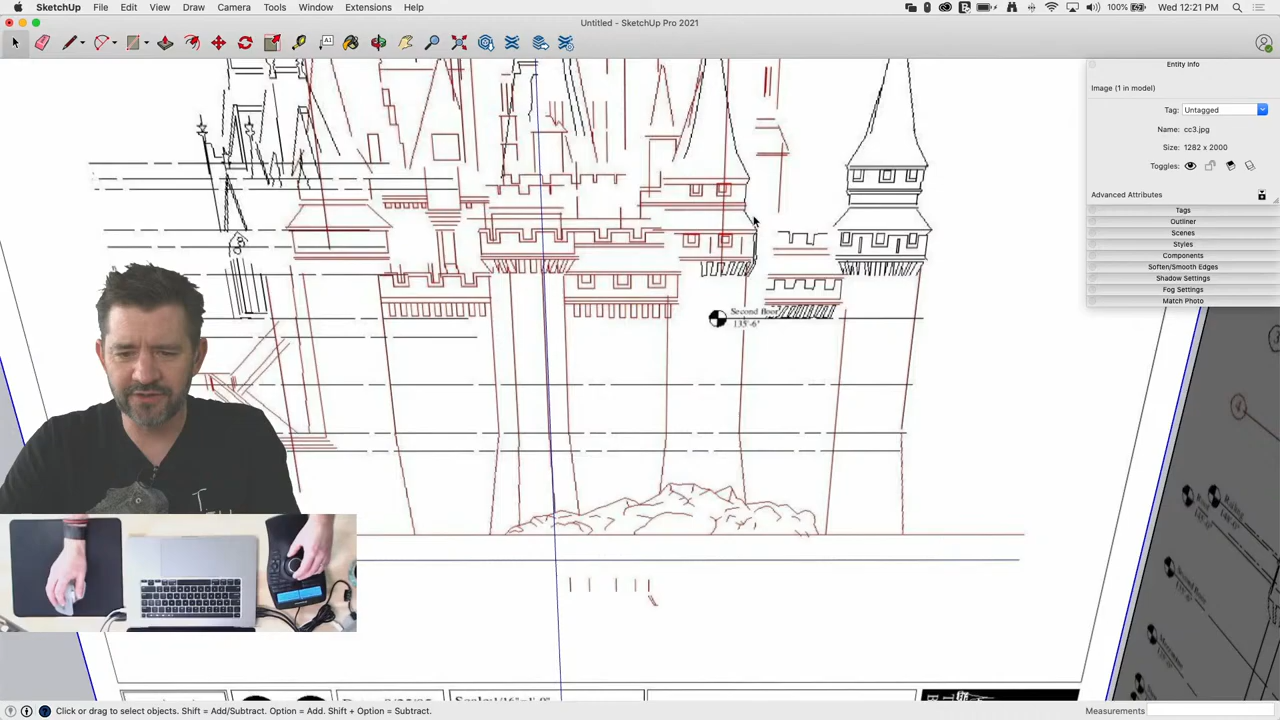 SketchUp File Edit View Draw Camera Tools Window Extensions Help
100% Wed 12:21 PM
Untitled - SketchUp Pro 2021
Entity Info
Image (1 in model)
Tag: Untagged
Name: cc3.jpg
Size: 1282 x 2000
Toggles:
Advanced Attributes
Tags
Outliner
Scenes
Styles
Components
Soften/Smooth Edges
Shadow Settings
Fog Settings
Match Photo
Second floor
135'-6"
Click or drag to select objects. Shift = Add/Subtract. Option = Add. Shift + Option = Subtract.
Measurements